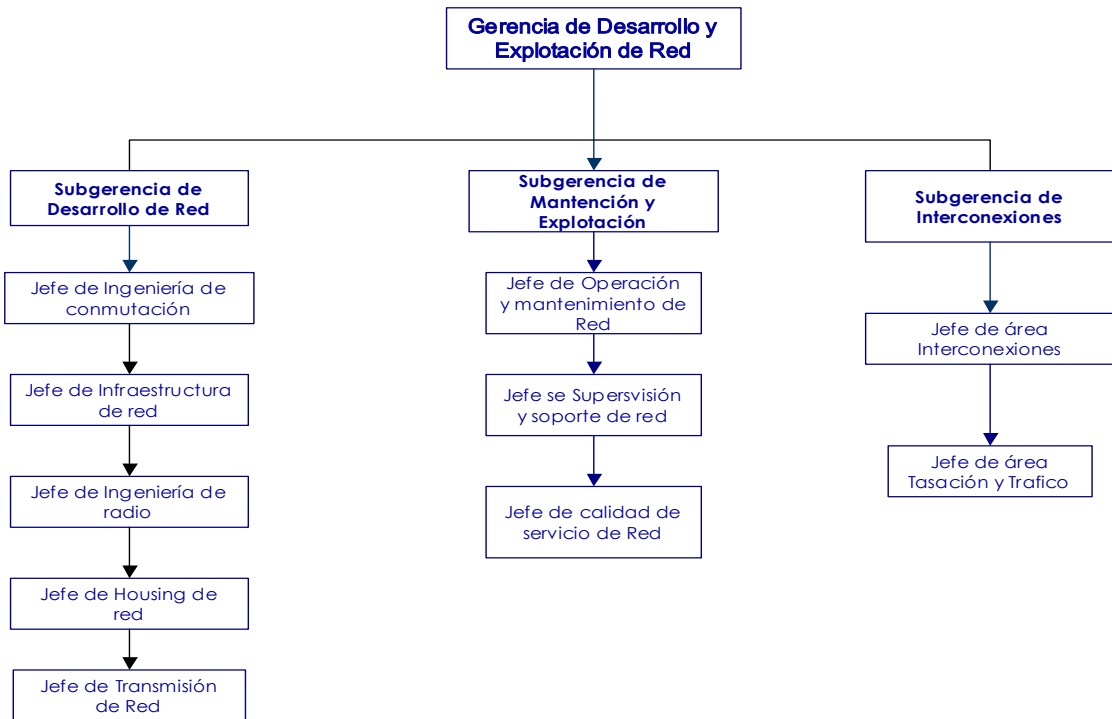 Gerencia de Desarrollo y
Explotación de Red
Subgerencia de
Desarrollo de Red
Jefe de Ingeniería de
conmutación
Jefe de Infraestructura
de red
Jefe de Ingeniería de
radio
Jefe de Housing de
red
Jefe de Transmisión
de Red
Subgerencia de
Mantención y
Explotación
Jefe de Operación
y mantenimiento de
Red
Jefe se Supersvisión
y soporte de red
Jefe de calidad de
servicio de Red
Subgerencia de
Interconexiones
Jefe de área
Interconexiones
Jefe de área
Tasación y Trafico